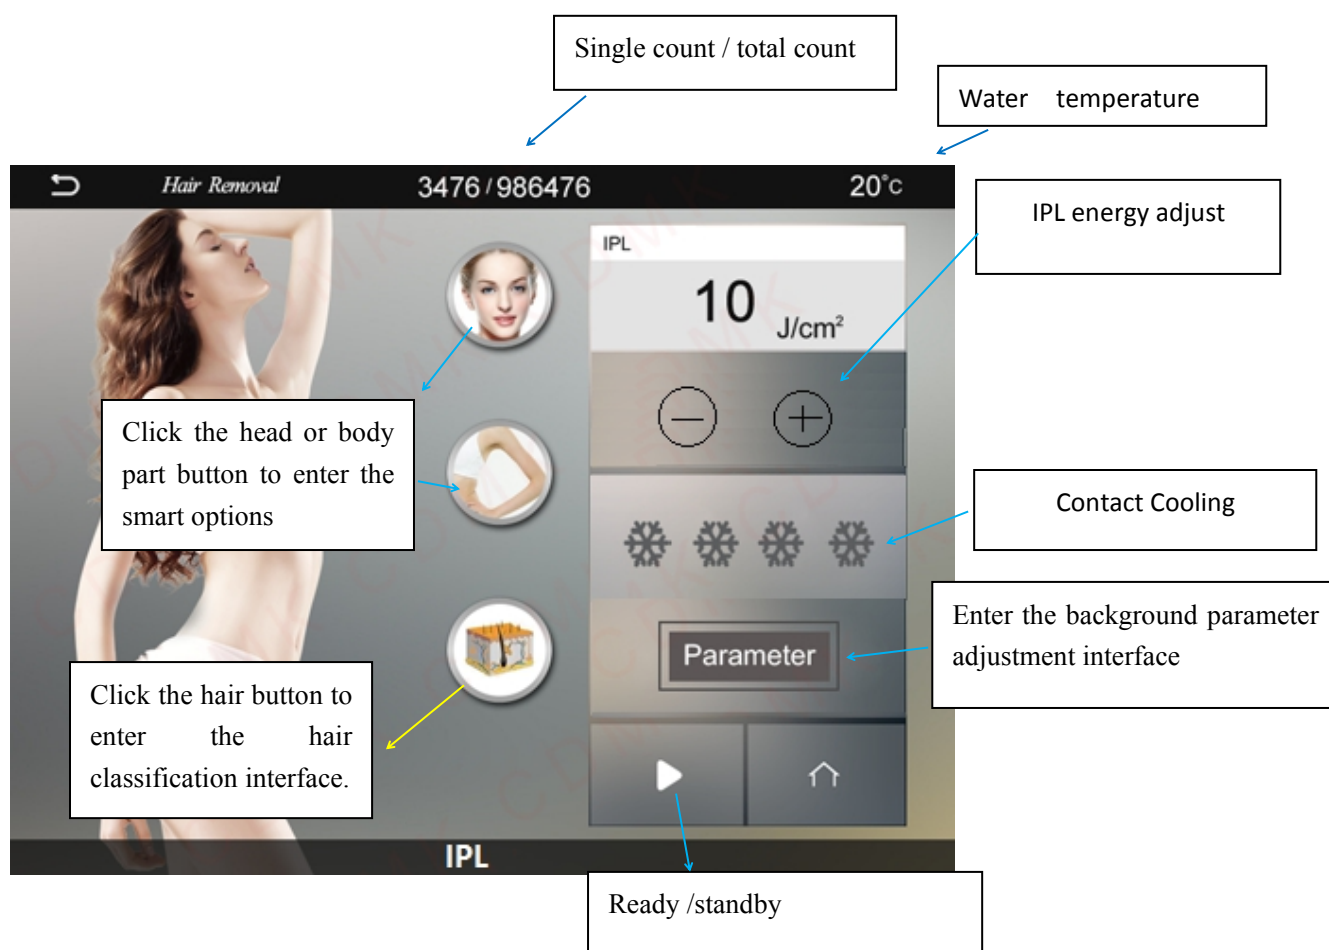 Single count / total count
Water temperature
Hair Removal
3476 / 986476
20°C
IPL
IPL energy adjust
10
J/cm²
Click the head or body
part button to enter the
smart options
Contact Cooling
Enter the background parameter
adjustment interface
Parameter
Click the hair button to
enter the hair
classification interface.
IPL
Ready /standby
CDMK